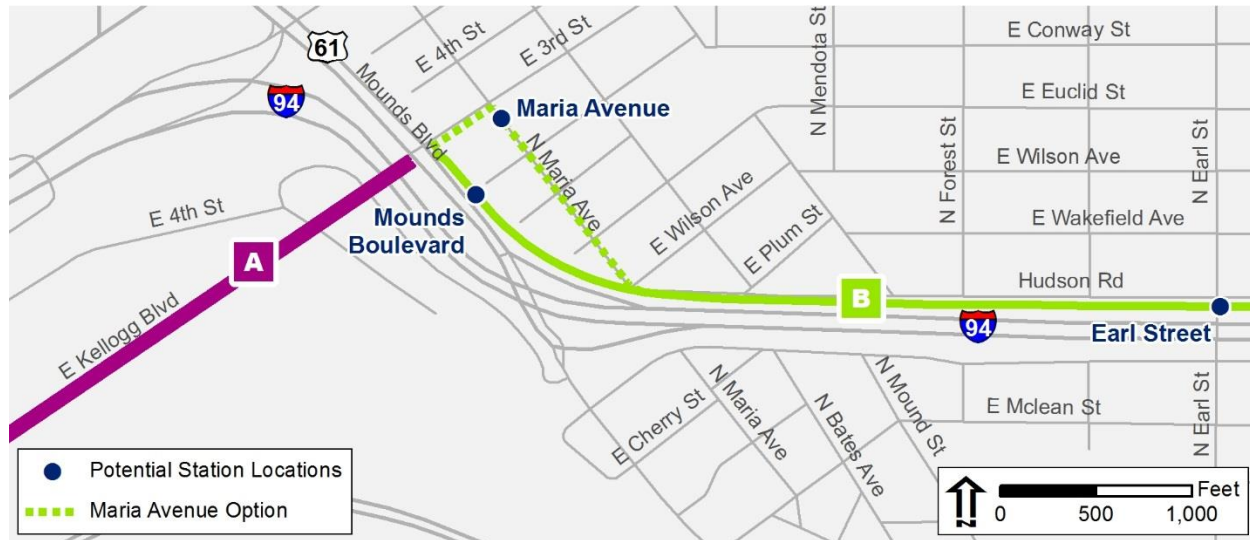 N Mendota St
E Conway St
E 4th St
E 3rd St
61
94
Mounds Blvd
Maria Avenue
E Euclid St
N Forest St
N Earl St
E Wilson Ave
N Maria Ave
E 4th St
Mounds
Boulevard
E Wakefield Ave
E Wilson Ave
E Plum St
A
B
Hudson Rd
94
Earl Street
E Kellogg Blvd
E Cherry St
N Maria Ave
N Bates Ave
N Mound St
E Mclean St
N Earl St
Potential Station Locations
Maria Avenue Option
N
Feet
0 500 1,000